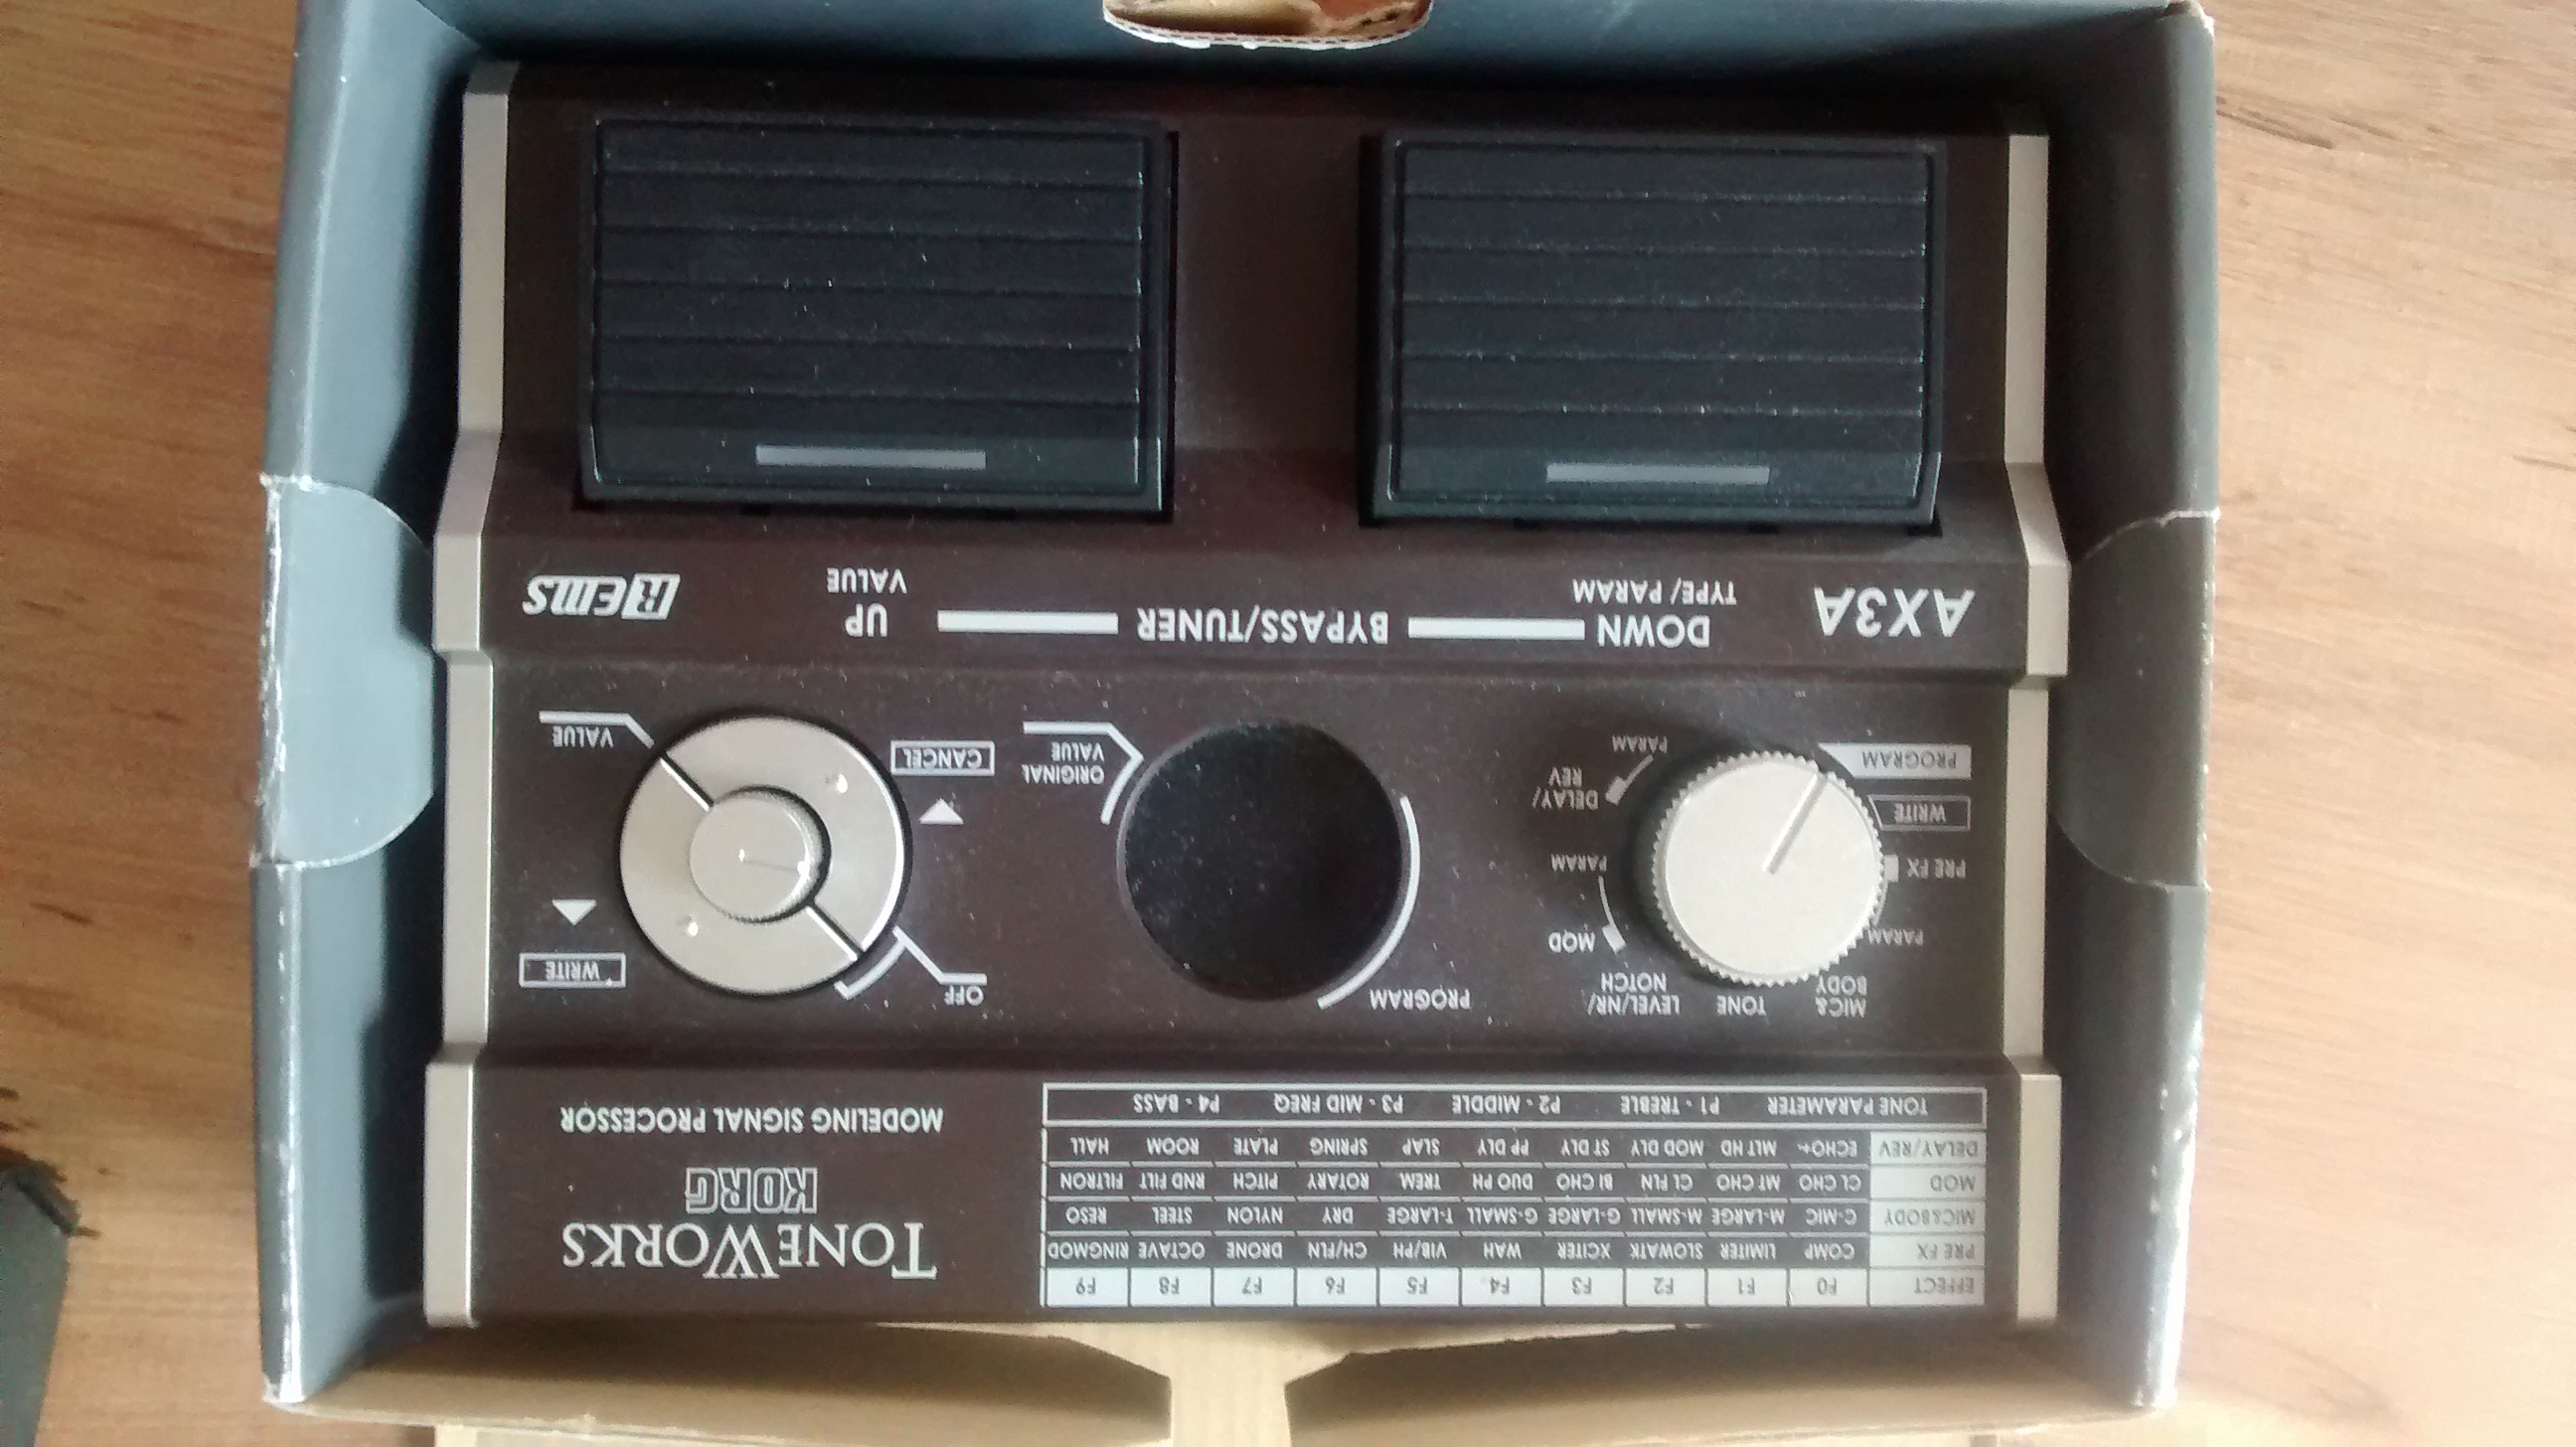 EFFECT F0 F1 F2 F3 F4 F5 F6 F7 F8 F9
PRE FX COMP LIMITER SLOWATK XCITER WAH VIB/PH CH/FLN DRONE OCTAVE RINGMOD
MIC&BODY C-MIC M-LARGE M-SMALL G-LARGE G-SMALL T-LARGE DRY NYLON STEEL RESO
MOD CL CHO MT CHO CL FLN BI CHO DUO PH TREM. ROTARY PITCH RND FILT FILTRON
DELAY/REV ECHO+ MLT HD MOD DLY ST DLY PP DLY SLAP SPRING PLATE ROOM HALL
TONE PARAMETER P1 - TREBLE P2 - MIDDLE P3 - MID FREQ P4 - BASS
TONEWORKS
KORG
MODELING SIGNAL PROCESSOR
MIC&
BODY
TONE
LEVEL/NR/
NOTCH
PARAM
MOD
PRE FX
PARAM
WRITE
DELAY/
REV
PROGRAM
PARAM
PROGRAM
ORIGINAL
VALUE
OFF
WRITE
CANCEL
VALUE
AX3A
DOWN
TYPE/ PARAM
BYPASS/TUNER
UP
VALUE
REMS